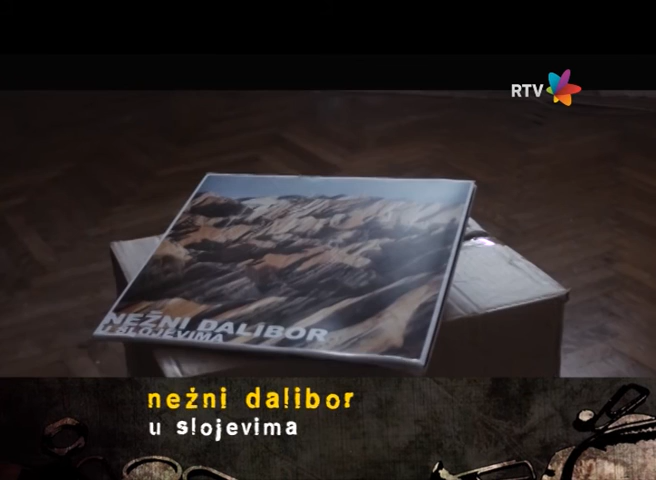 RTV
NEŽNI DALIBOR
U SLOJEVIMA
nežni dalibor
u slojevima